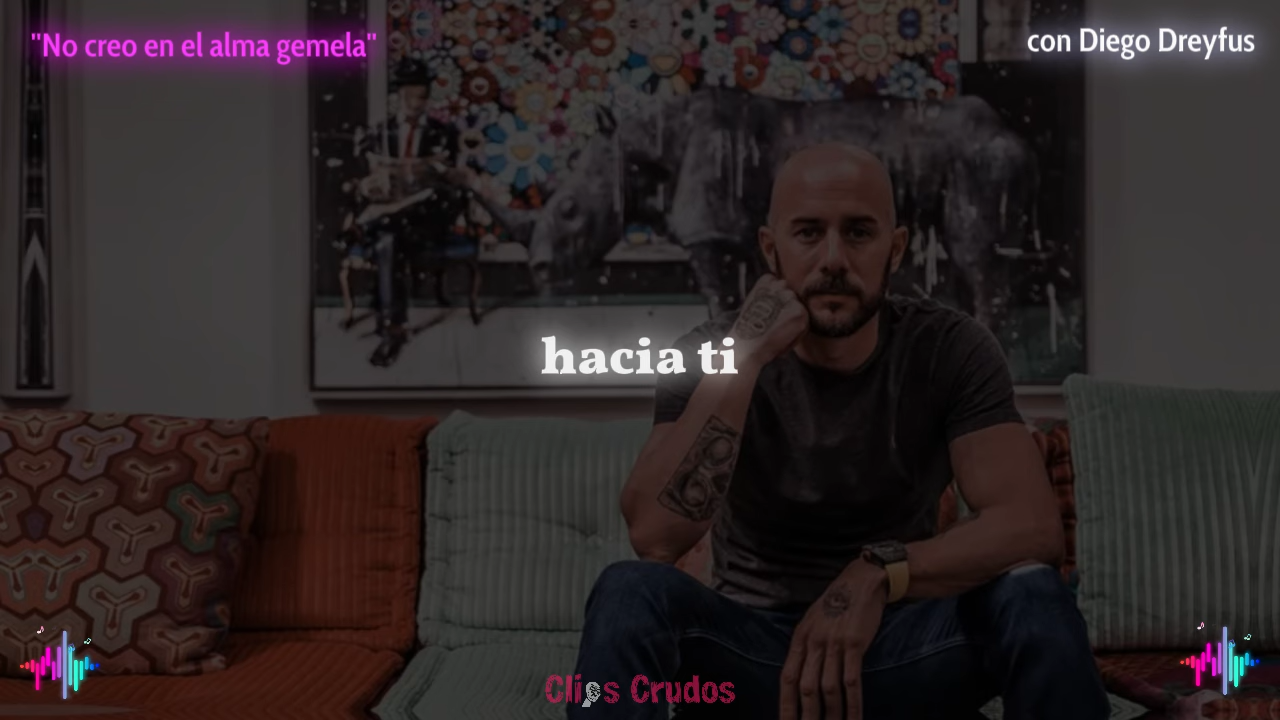 "No creo en el alma gemela"
con Diego Dreyfus
hacia ti
Clips Crudos